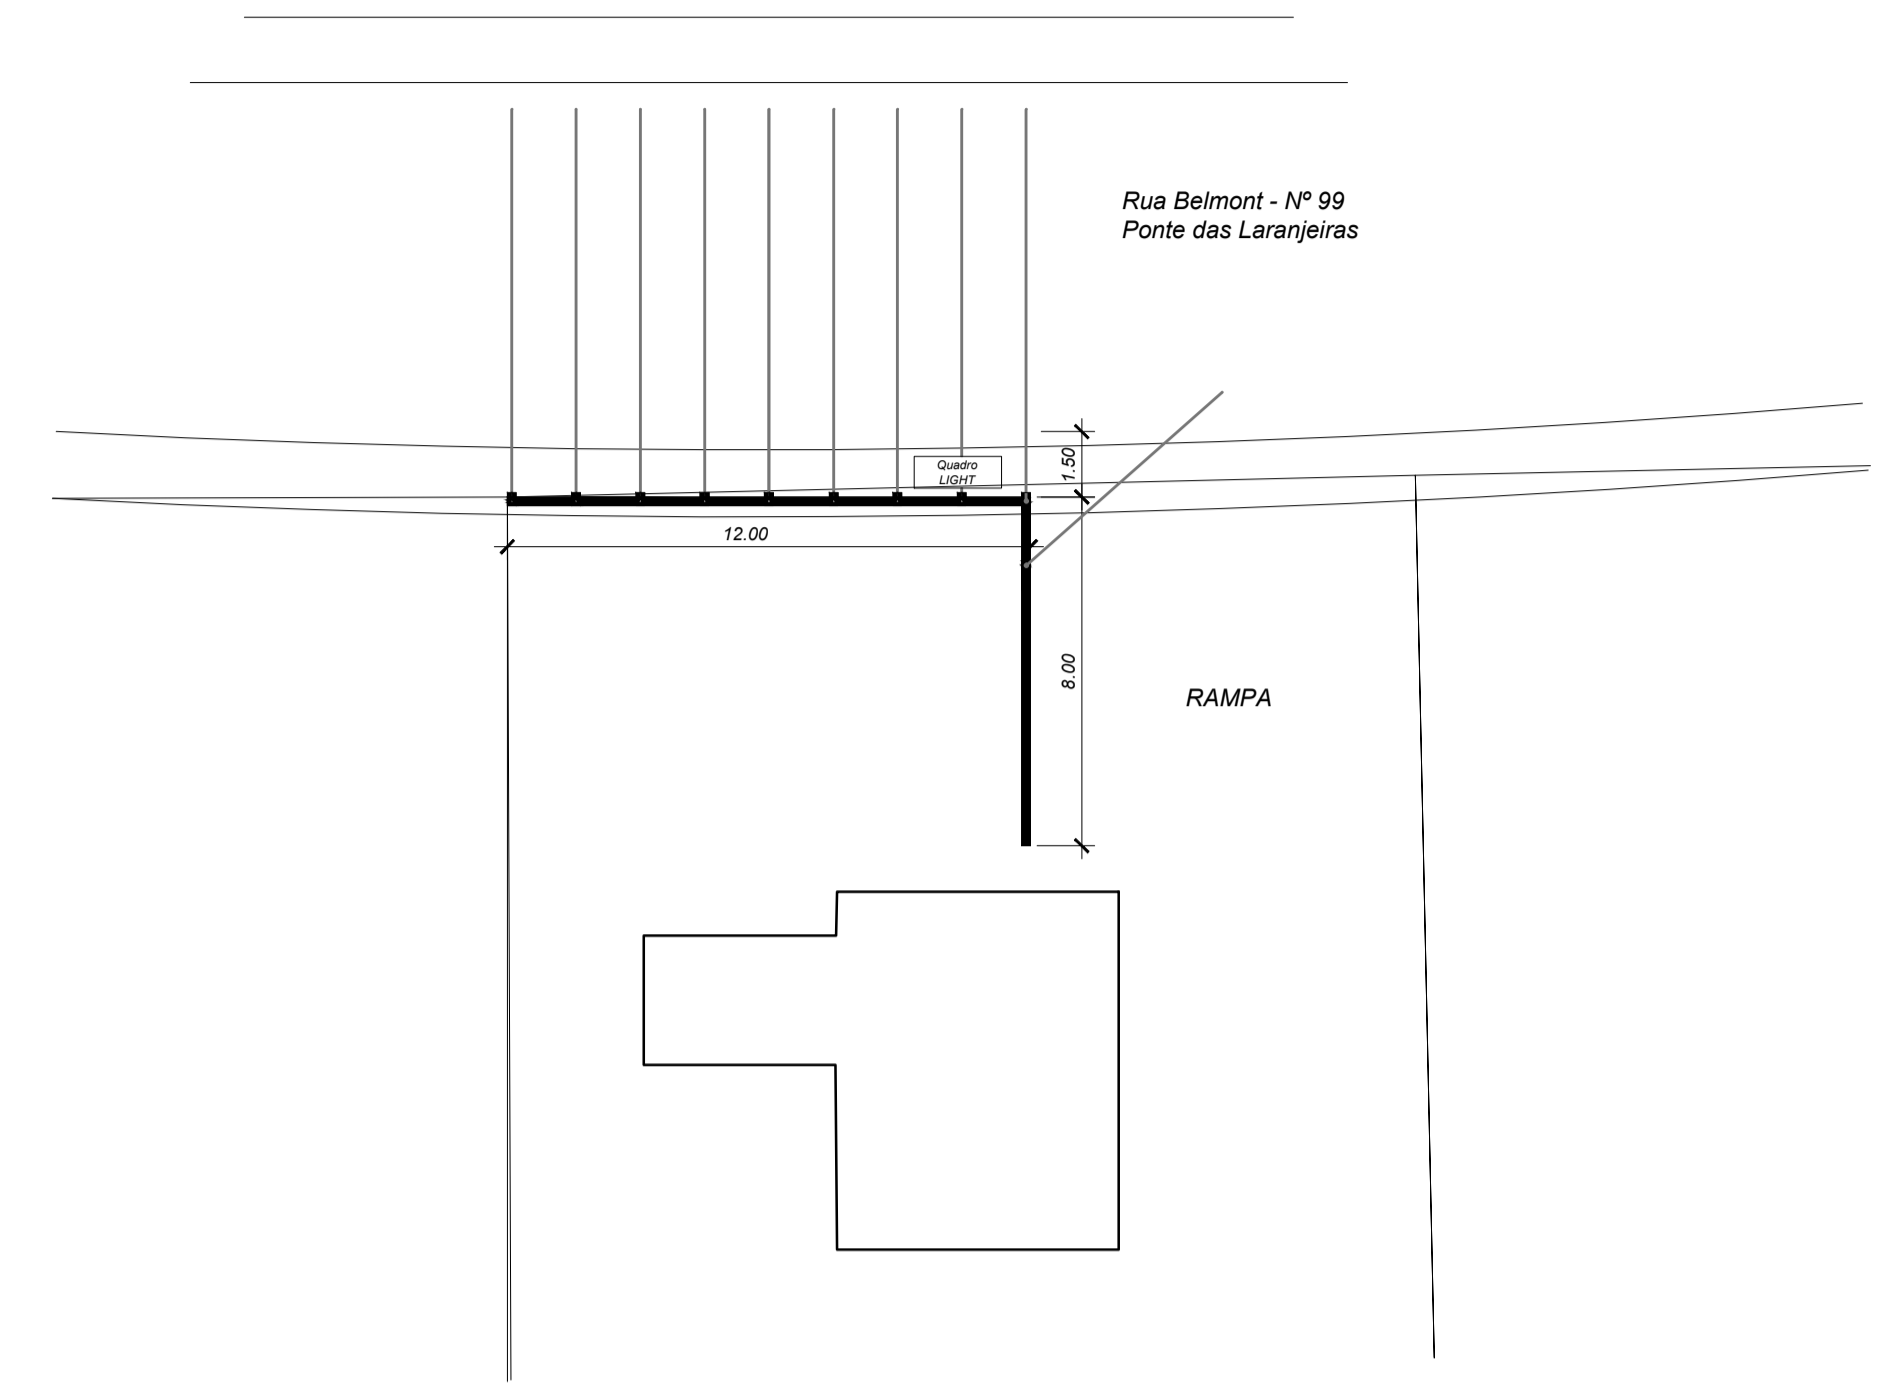 Rua Belmont - Nº 99
Ponte das Laranjeiras
1.50
Quadro
LIGHT
12.00
8.00
RAMPA